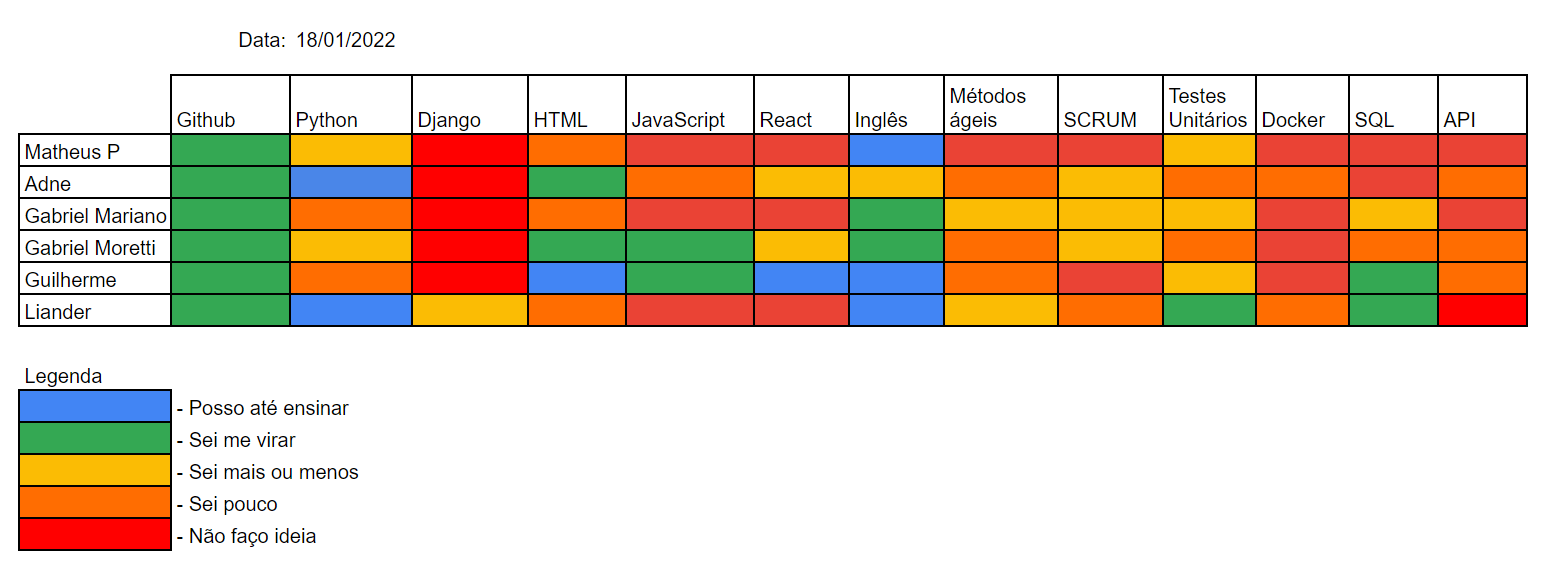 Data: 18/01/2022
Github Python Django HTML JavaScript React Inglês Métodos ágeis SCRUM Testes Unitários Docker SQL API
Matheus P
Adne
Gabriel Mariano
Gabriel Moretti
Guilherme
Liander
Legenda
- Posso até ensinar
- Sei me virar
- Sei mais ou menos
- Sei pouco
- Não faço ideia